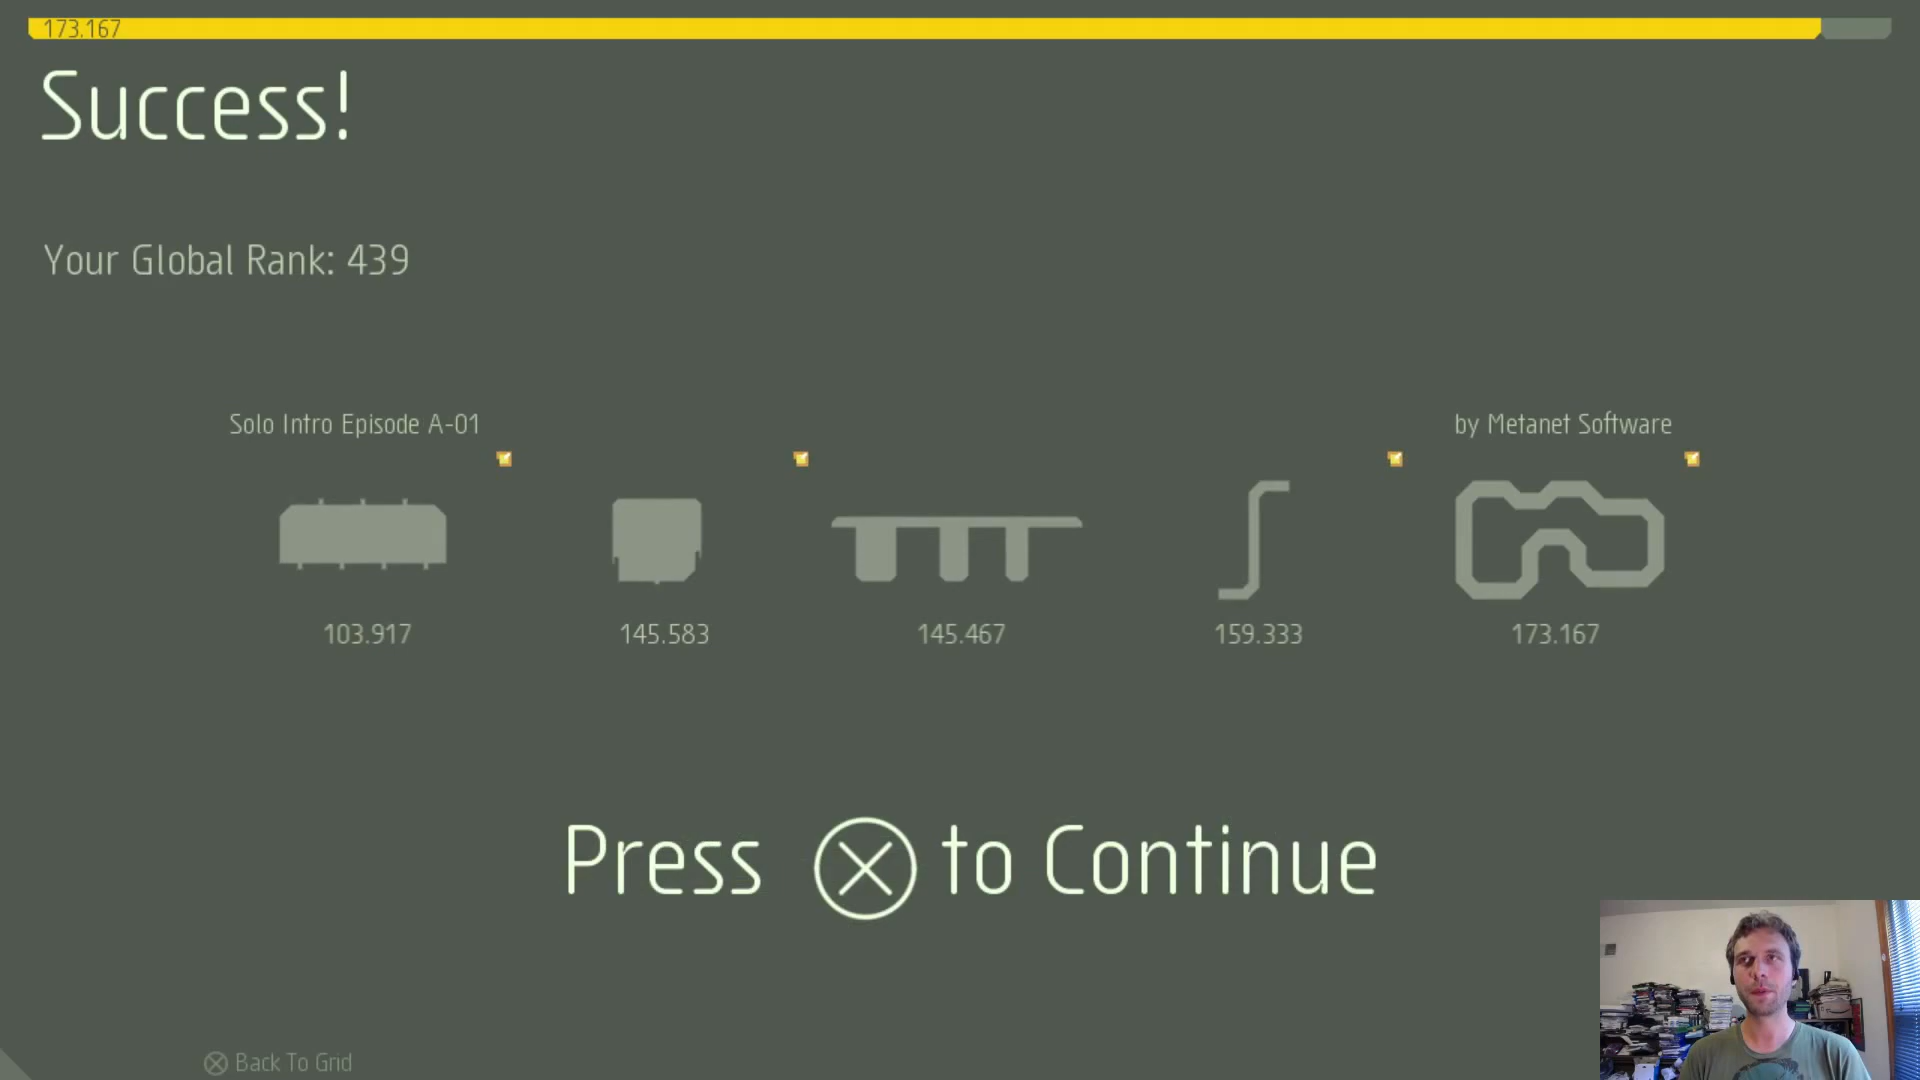 173.167
Success!
Your Global Rank: 439
Solo Intro Episode A-01
by Metanet Software
103.917
145.583
145.467
159.333
173.167
Press to Continue
Back To Grid